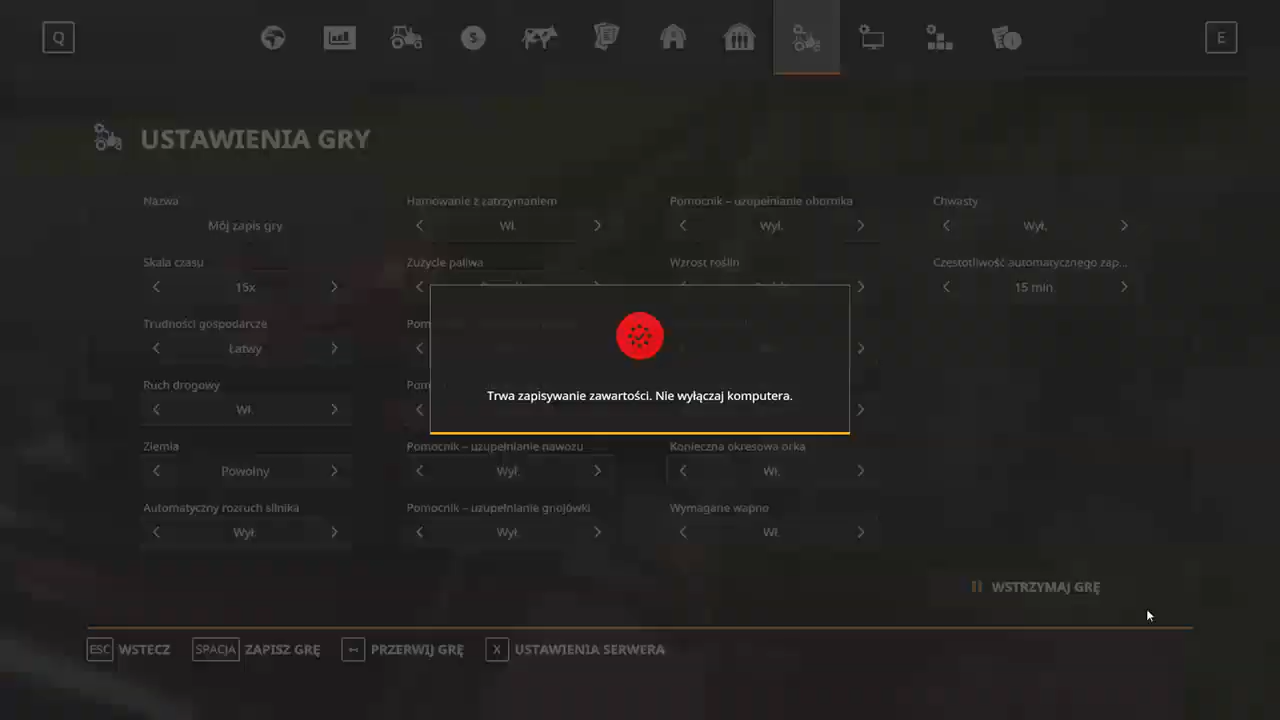 Q
$
E
USTAWIENIA GRY
Nazwa
Mój zapis gry
Hamowanie z zatrzymaniem
Wł.
Pomocnik – uzupełnianie obornika
Wył.
Chwasty
Wył.
Skala czasu
15x
Zużycie paliwa
Wzrost roślin
Częstotliwość automatycznego zap...
15 min
Trudności gospodarcze
Łatwy
Pom
Ruch drogowy
Wł.
Pom
Trwa zapisywanie zawartości. Nie wyłączaj komputera.
Ziemia
Powolny
Pomocnik – uzupełnianie nawozu
Wył.
Konieczna okresowa orka
Wł.
Automatyczny rozruch silnika
Wył.
Pomocnik – uzupełnianie gnojówki
Wył.
Wymagane wapno
Wł.
WSTRZYMAJ GRĘ
ESC WSTECZ SPACJA ZAPISZ GRĘ PRZERWIJ GRĘ X USTAWIENIA SERWERA